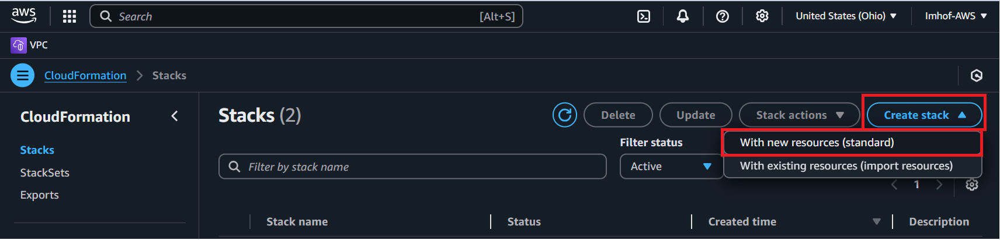 aws Search [Alt+S] United States (Ohio) Imhof-AWS
VPC
CloudFormation Stacks
CloudFormation
Stacks
StackSets
Exports
Stacks (2) Delete Update Stack actions Create stack
Filter status With new resources (standard)
Filter by stack name Active With existing resources (import resources)
1
Stack name Status Created time Description